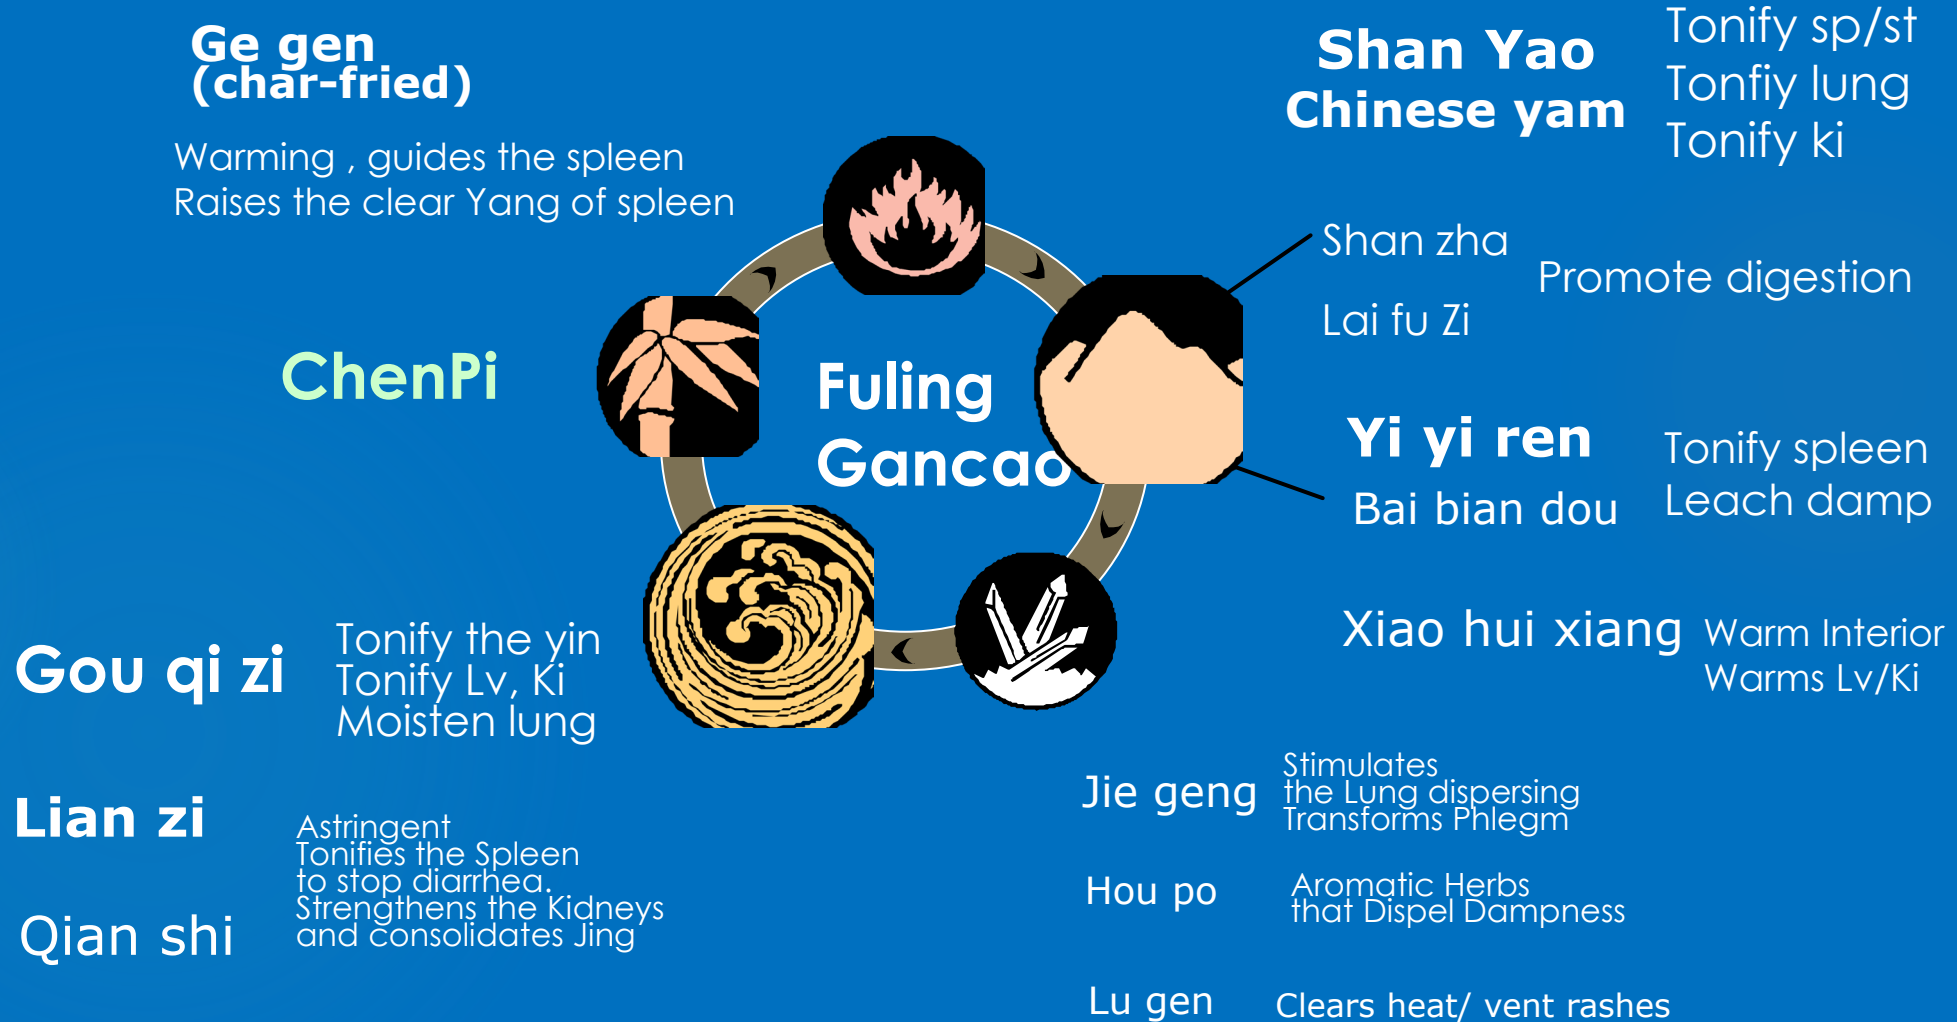 Ge gen
(char-fried)
Warming , guides the spleen
Raises the clear Yang of spleen
Shan Yao
Chinese yam
Tonify sp/st
Tonfiy lung
Tonify ki
Shan zha
Lai fu Zi
Promote digestion
ChenPi
Fuling
Gancao
Yi yi ren
Bai bian dou
Tonify spleen
Leach damp
Xiao hui xiang
Warm Interior
Warms Lv/Ki
Gou qi zi
Tonify the yin
Tonify Lv, Ki
Moisten lung
Lian zi
Qian shi
Astringent
Tonifies the Spleen
to stop diarrhea.
Strengthens the Kidneys
and consolidates Jing
Jie geng
Stimulates
the Lung dispersing
Transforms Phlegm
Hou po
Aromatic Herbs
that Dispel Dampness
Lu gen
Clears heat/ vent rashes